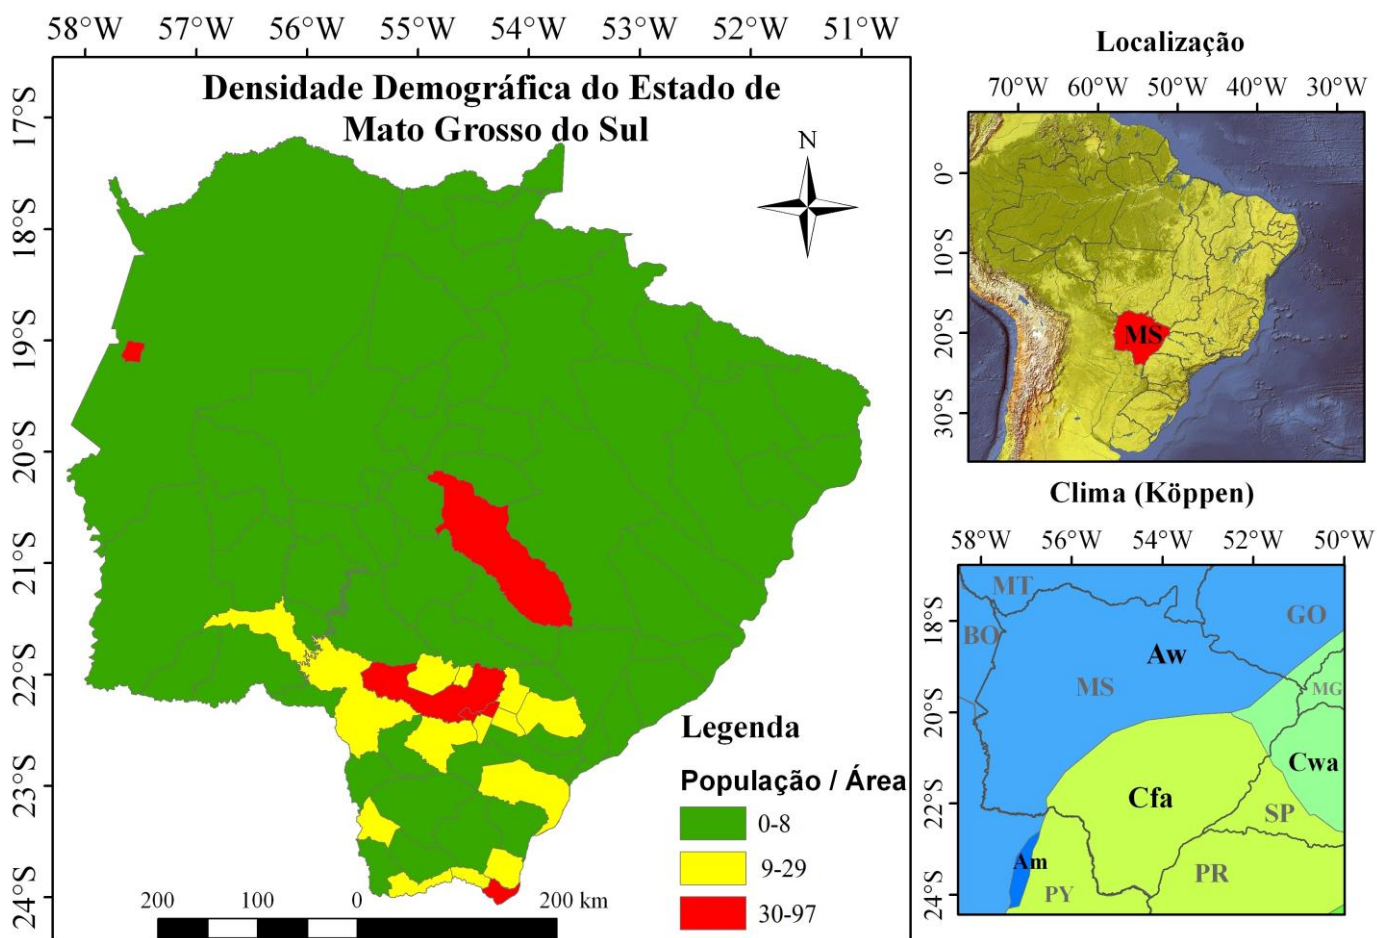 58°W 57°W 56°W 55°W 54°W 53°W 52°W 51°W
Densidade Demográfica do Estado de
Mato Grosso do Sul
N
17°S
18°S
19°S
20°S
21°S
22°S
23°S
24°S
Legenda
População / Área
0-8
9-29
30-97
200 100 0 200 km
Localização
70°W 60°W 50°W 40°W 30°W
0°
10°S
20°S
30°S
MS
Clima (Köppen)
58°W 56°W 54°W 52°W 50°W
18°S
20°S
22°S
24°S
MT
GO
BO
Aw
MS
MG
Cwa
Cfa
SP
Am
PR
PY